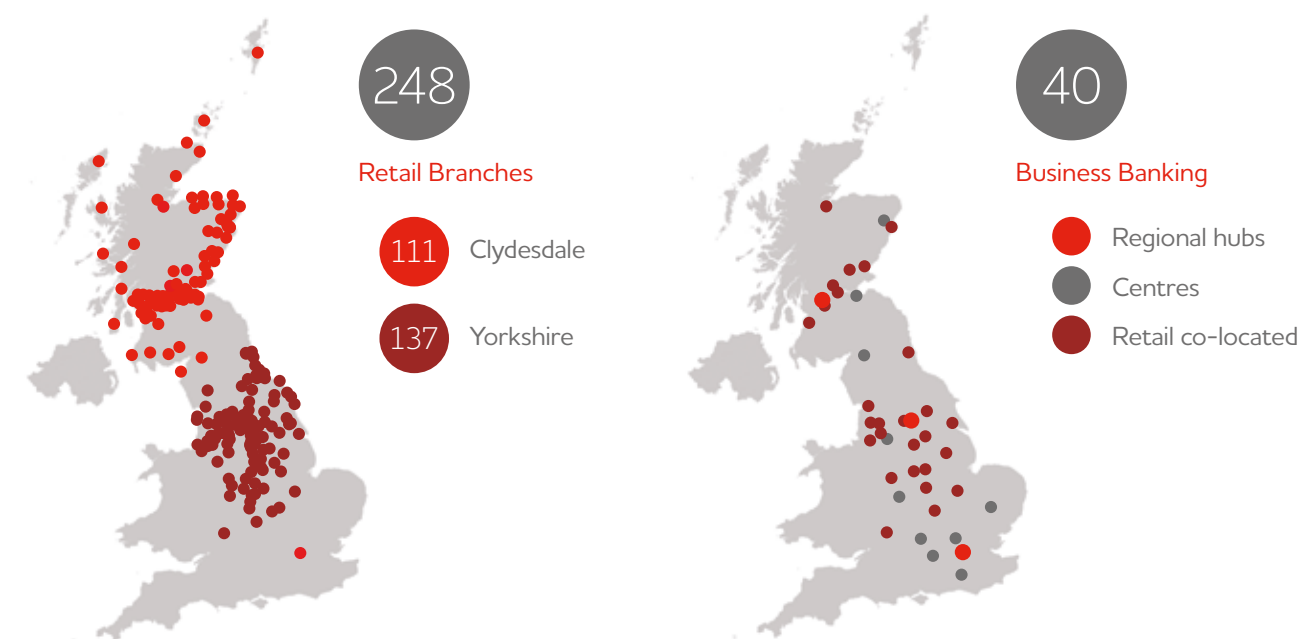 248
Retail Branches
111 Clydesdale
137 Yorkshire
40
Business Banking
Regional hubs
Centres
Retail co-located